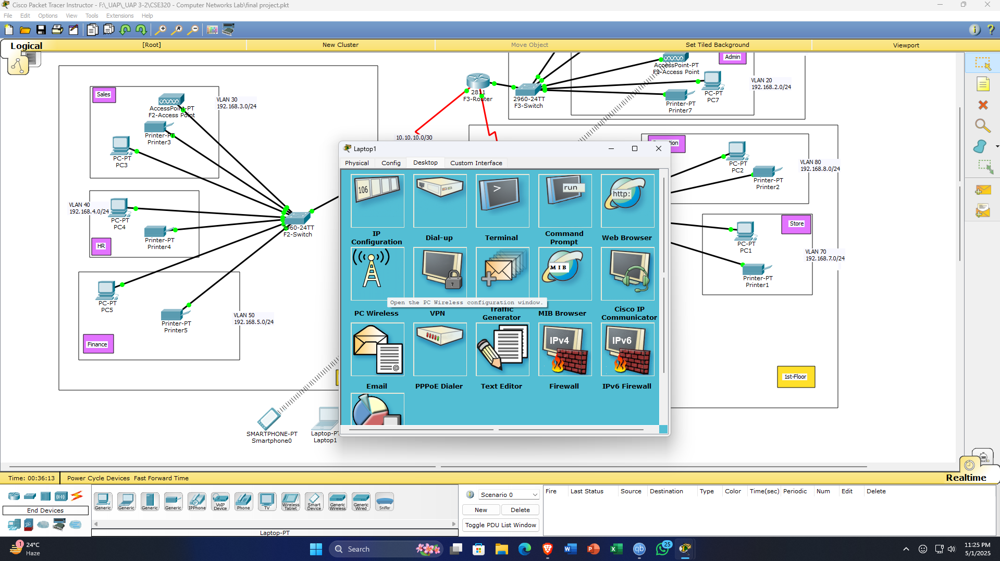 Cisco Packet Tracer Instructor - F:\_UAP\_UAP 3-2\CSE320 - Computer Networks Lab\final project.pkt
File Edit Options View Tools Extensions Help
Logical [Root] New Cluster Move Object Set Tiled Background Viewport
Sales
AccessPoint-PT
F2-Access Point
VLAN 30
192.168.3.0/24
Printer-PT
Printer3
PC-PT
PC3
VLAN 40
192.168.4.0/24
PC-PT
PC4
Printer-PT
Printer4
HR
2960-24TT
F2-Switch
PC-PT
PC5
Printer-PT
Printer5
VLAN 50
192.168.5.0/24
Finance
SMARTPHONE-PT
Smartphone0
Laptop-PT
Laptop1
2811
F3-Router
2960-24TT
F3-Switch
10.10.10.0/30
Admin
AccessPoint-PT
F3-Access Point
PC-PT
PC7
Printer-PT
Printer7
VLAN 20
192.168.2.0/24
PC-PT
PC2
Printer-PT
Printer2
VLAN 80
192.168.8.0/24
Store
PC-PT
PC1
Printer-PT
Printer1
VLAN 70
192.168.7.0/24
1st-Floor
Laptop1
Physical Config Desktop Custom Interface
106
>
run
http:
IP Configuration
Dial-up
Terminal
Command Prompt
Web Browser
MIB
Open the PC Wireless configuration window.
PC Wireless
VPN
Traffic Generator
MIB Browser
Cisco IP Communicator
@
IPv4
IPv6
Email
PPPoE Dialer
Text Editor
Firewall
IPv6 Firewall
Time: 00:36:13 Power Cycle Devices Fast Forward Time
Realtime
End Devices
Generic Generic Generic Generic IPPhone VoIP Device Phone TV Wireless Tablet Smart Device Generic Wireless Generic Wired Sniffer
Laptop-PT
Scenario 0
New Delete
Toggle PDU List Window
Fire Last Status Source Destination Type Color Time(sec) Periodic Num Edit Delete
1
24°C
Haze
Search
25
11:25 PM
5/1/2025